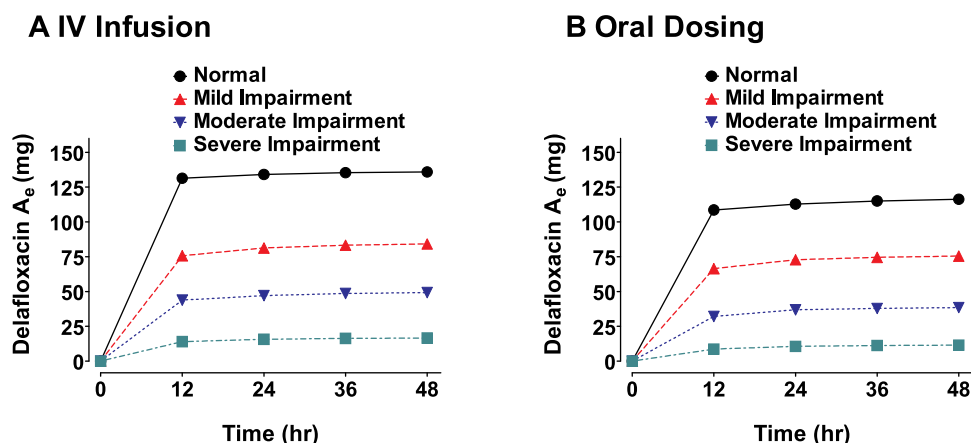 A IV Infusion
Normal
Mild Impairment
Moderate Impairment
Severe Impairment
Delafloxacin Ae (mg)
150
125
100
75
50
25
0
0 12 24 36 48
Time (hr)
B Oral Dosing
Normal
Mild Impairment
Moderate Impairment
Severe Impairment
Delafloxacin Ae (mg)
150
125
100
75
50
25
0
0 12 24 36 48
Time (hr)